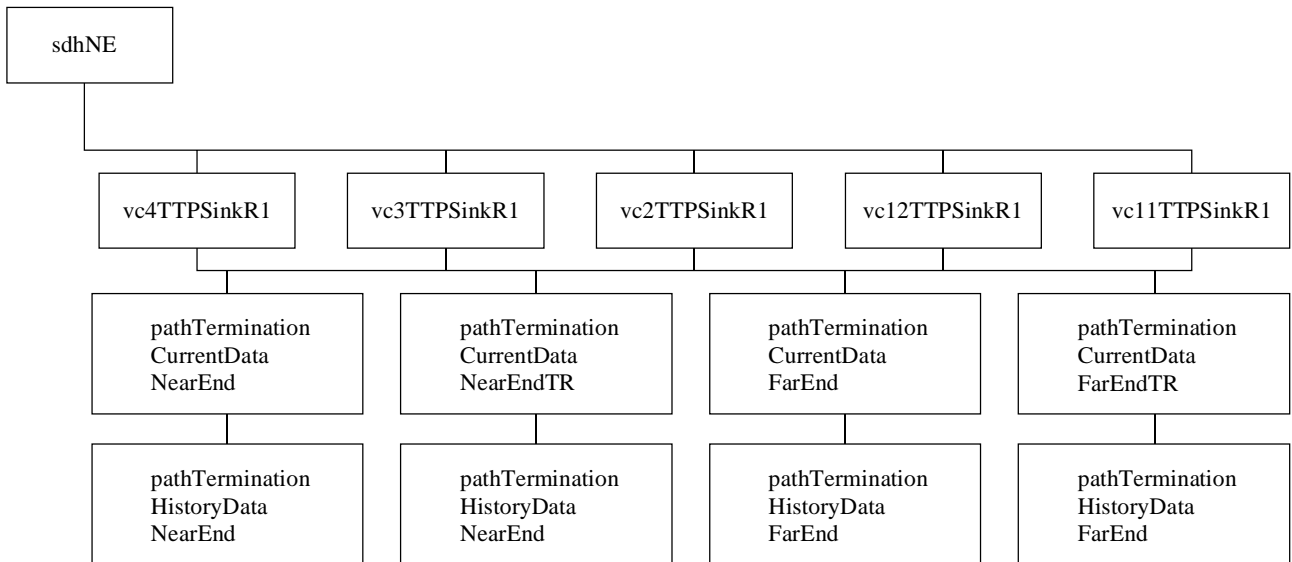 sdhNE
vc4TTPSinkR1
vc3TTPSinkR1
vc2TTPSinkR1
vc12TTPSinkR1
vc11TTPSinkR1
pathTermination
CurrentData
NearEnd
pathTermination
CurrentData
NearEndTR
pathTermination
CurrentData
FarEnd
pathTermination
CurrentData
FarEndTR
pathTermination
HistoryData
NearEnd
pathTermination
HistoryData
NearEnd
pathTermination
HistoryData
FarEnd
pathTermination
HistoryData
FarEnd